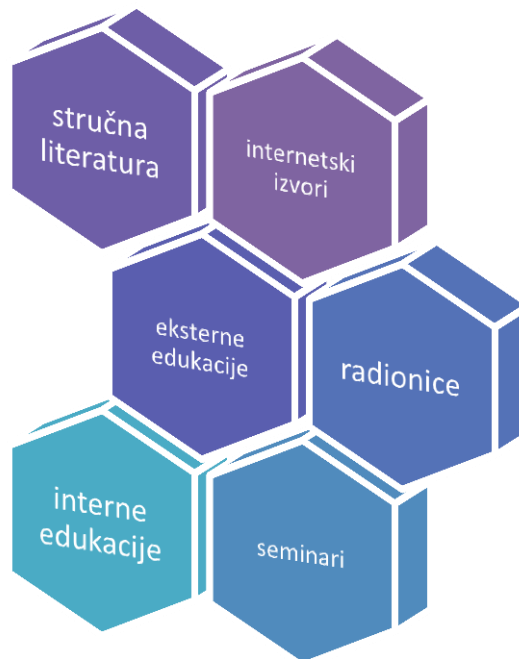 stručna
literatura
internetski
izvori
eksterne
edukacije
radionice
interne
edukacije
seminari